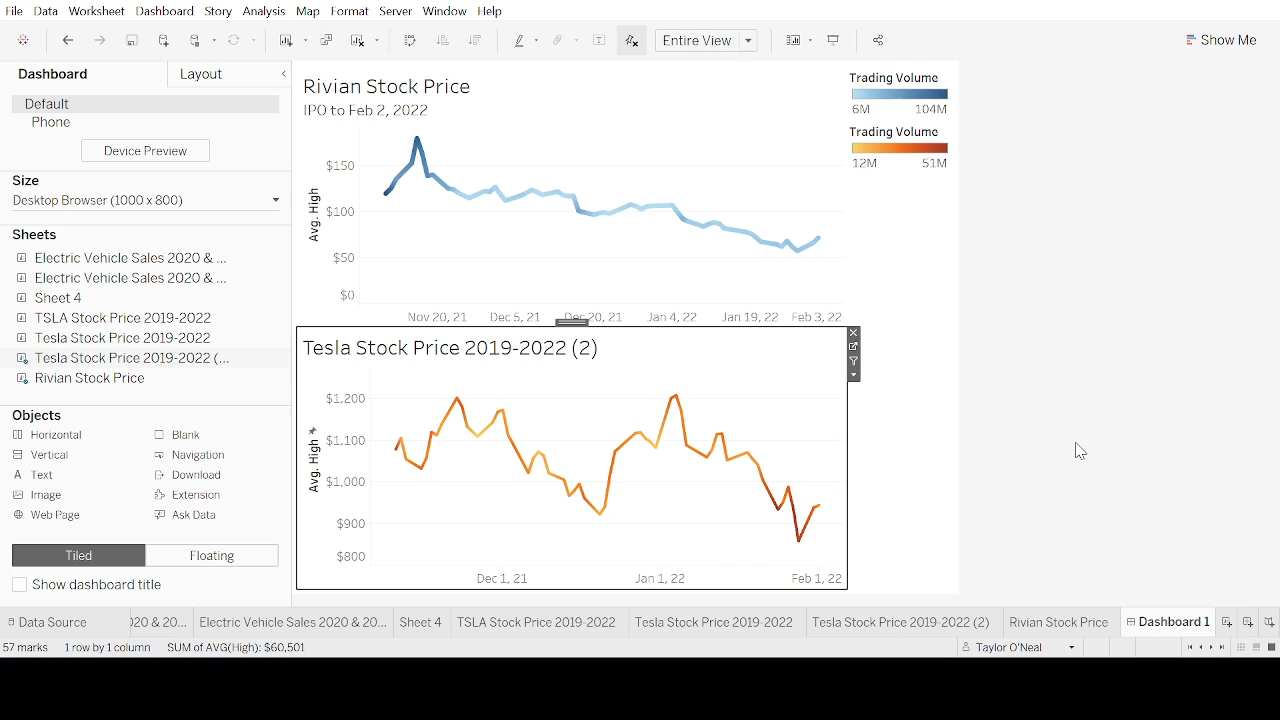 File Data Worksheet Dashboard Story Analysis Map Format Server Window Help
Entire View
Show Me
Dashboard Layout
Default
Phone
Device Preview
Size
Desktop Browser (1000 x 800)
Sheets
Electric Vehicle Sales 2020 & ...
Electric Vehicle Sales 2020 & ...
Sheet 4
TSLA Stock Price 2019-2022
Tesla Stock Price 2019-2022
Tesla Stock Price 2019-2022 (...
Rivian Stock Price
Objects
Horizontal Blank
Vertical Navigation
Text Download
Image Extension
Web Page Ask Data
Tiled Floating
Show dashboard title
Rivian Stock Price
IPO to Feb 2, 2022
Avg. High
$150
$100
$50
$0
Nov 20, 21 Dec 5, 21 Dec 20, 21 Jan 4, 22 Jan 19, 22 Feb 3, 22
Trading Volume
6M 104M
Trading Volume
12M 51M
Tesla Stock Price 2019-2022 (2)
Avg. High
$1,200
$1,100
$1,000
$900
$800
Dec 1, 21 Jan 1, 22 Feb 1, 22
Data Source 020 & 20... Electric Vehicle Sales 2020 & 20... Sheet 4 TSLA Stock Price 2019-2022 Tesla Stock Price 2019-2022 Tesla Stock Price 2019-2022 (2) Rivian Stock Price Dashboard 1
57 marks 1 row by 1 column SUM of AVG(High): $60,501 Taylor O'Neal